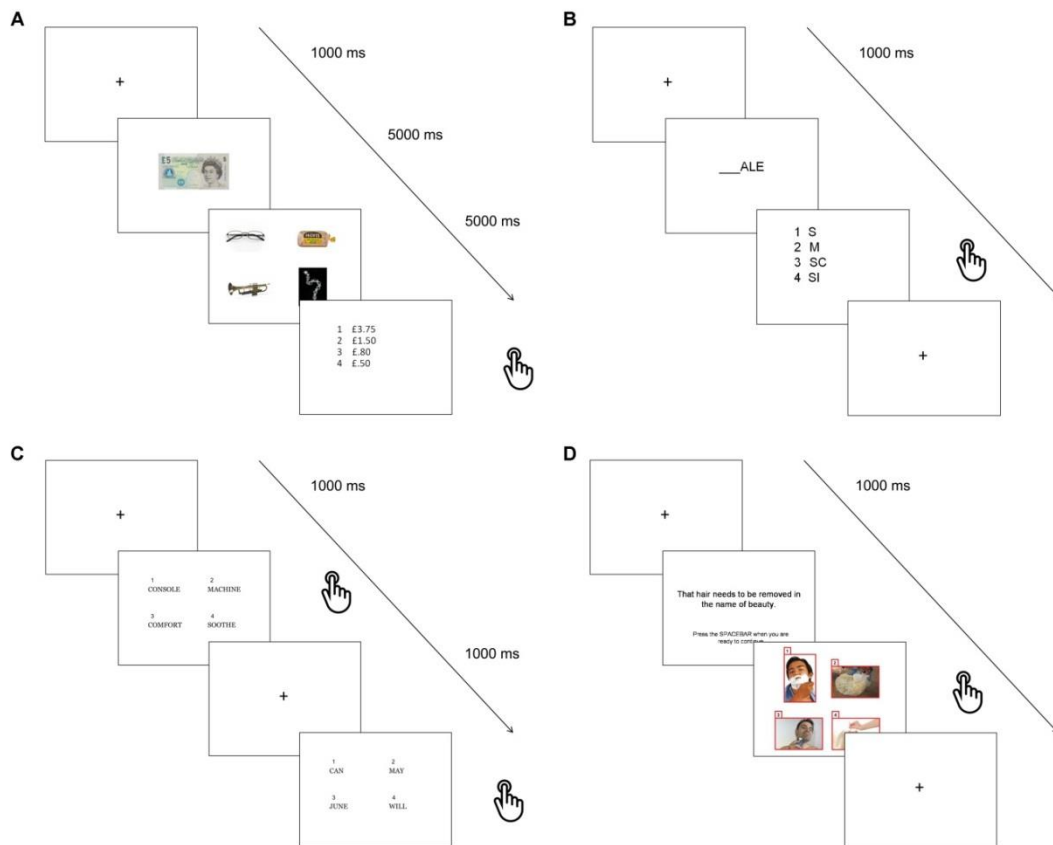 A
1000 ms
5000 ms
5000 ms
£5
1 £3.75
2 £1.50
3 £.80
4 £.50
B
1000 ms
___ALE
1 S
2 M
3 SC
4 SI
C
1000 ms
1 2
CONSOLE MACHINE
3 4
COMFORT SOOTHE
1000 ms
1 2
CAN MAY
3 4
JUNE WILL
D
1000 ms
That hair needs to be removed in
the name of beauty.
Press the SPACEBAR when you are
ready to continue.
1
2
3
4